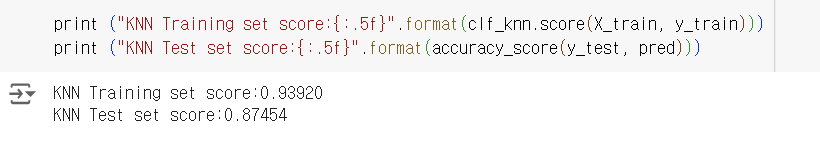 print ("KNN Training set score:{:.5f}".format(clf_knn.score(X_train, y_train)))
print ("KNN Test set score:{:.5f}".format(accuracy_score(y_test, pred)))
KNN Training set score:0.93920
KNN Test set score:0.87454